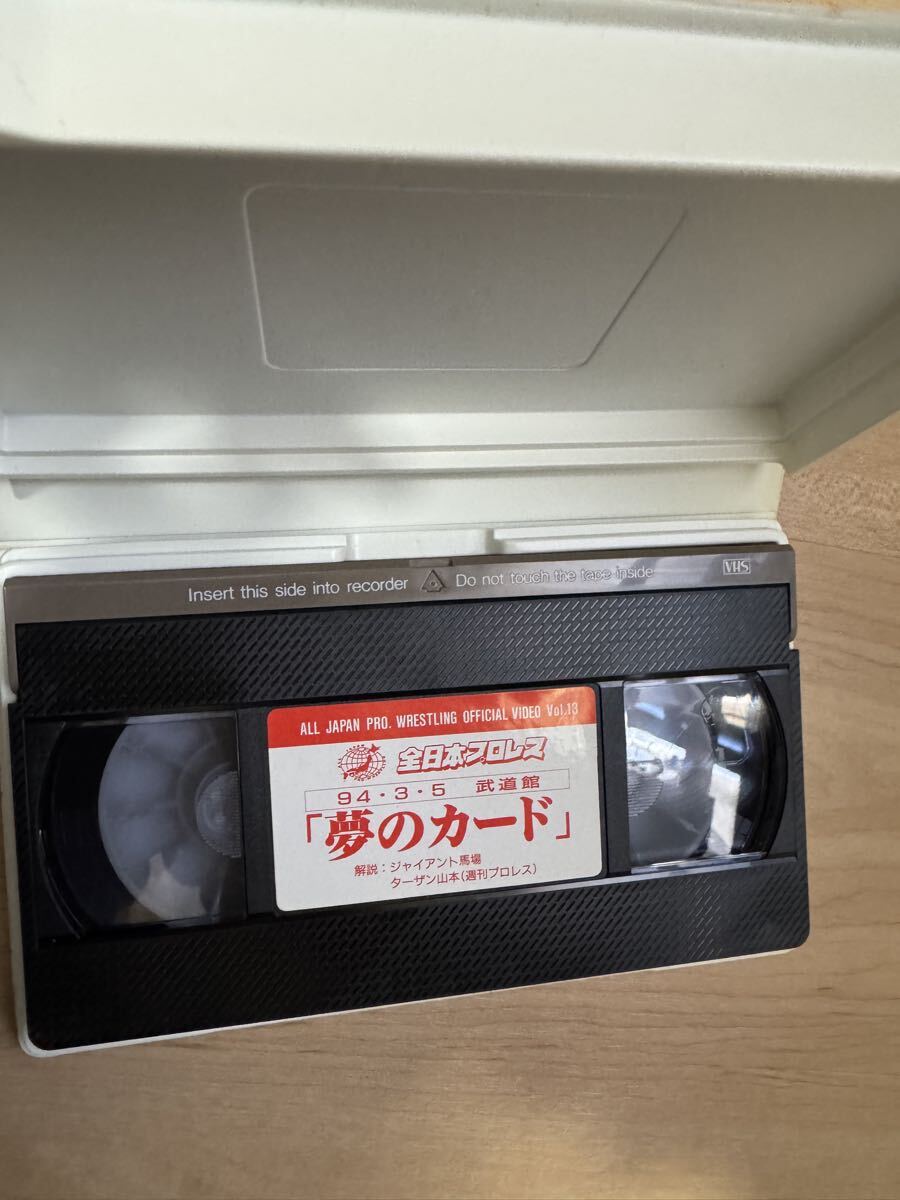 Insert this side into recorder Do not touch the tape inside VHS
ALL JAPAN PRO. WRESTLING OFFICIAL VIDEO Vol.13
全日本プロレス
94・3・5 武道館
「夢のカード」
解説：ジャイアント馬場
ターザン山本(週刊プロレス)